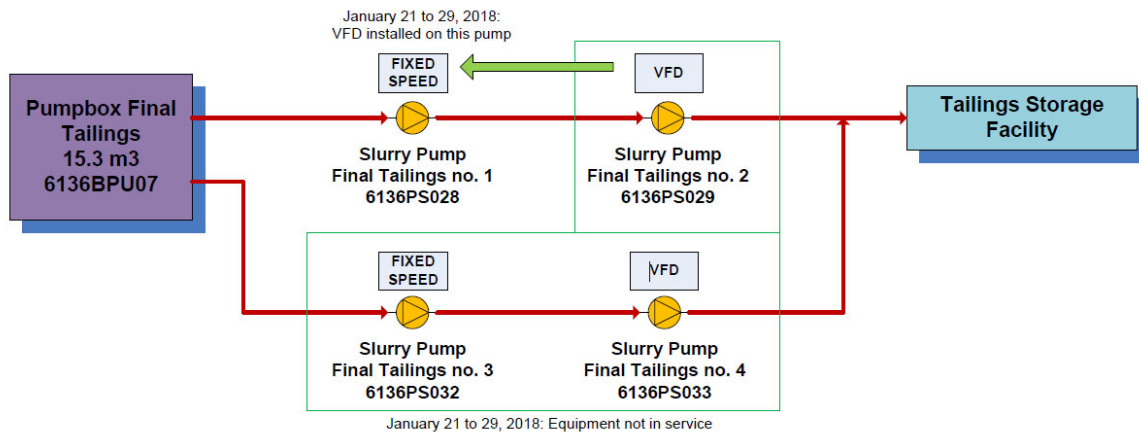 January 21 to 29, 2018:
VFD installed on this pump
FIXED
SPEED
VFD
Pumpbox Final
Tailings
15.3 m3
6136BPU07
Tailings Storage
Facility
Slurry Pump
Final Tailings no. 1
6136PS028
Slurry Pump
Final Tailings no. 2
6136PS029
FIXED
SPEED
VFD
Slurry Pump
Final Tailings no. 3
6136PS032
Slurry Pump
Final Tailings no. 4
6136PS033
January 21 to 29, 2018: Equipment not in service